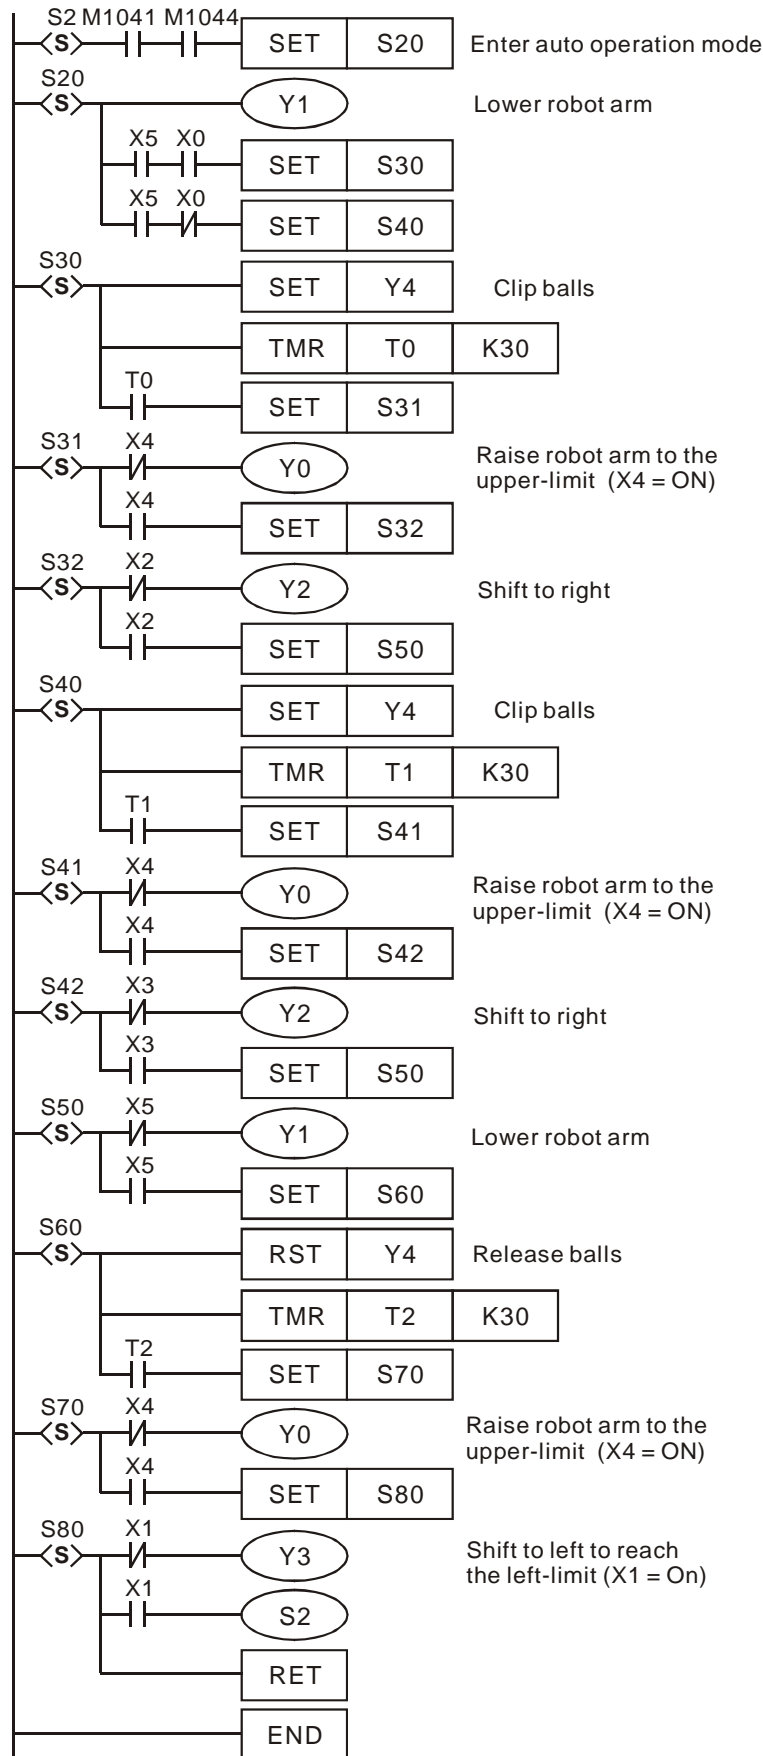 S2 M1041 M1044
S SET S20 Enter auto operation mode
S20
S Y1 Lower robot arm
X5 X0
SET S30
X5 X0
SET S40
S30
S SET Y4 Clip balls
TMR T0 K30
T0
SET S31
S31 X4
S Y0 Raise robot arm to the
upper-limit (X4 = ON)
X4
SET S32
S32 X2
S Y2 Shift to right
X2
SET S50
S40
S SET Y4 Clip balls
TMR T1 K30
T1
SET S41
S41 X4
S Y0 Raise robot arm to the
upper-limit (X4 = ON)
X4
SET S42
S42 X3
S Y2 Shift to right
X3
SET S50
S50 X5
S Y1 Lower robot arm
X5
SET S60
S60
S RST Y4 Release balls
TMR T2 K30
T2
SET S70
S70 X4
S Y0 Raise robot arm to the
upper-limit (X4 = ON)
X4
SET S80
S80 X1
S Y3 Shift to left to reach
the left-limit (X1 = On)
X1
S2
RET
END